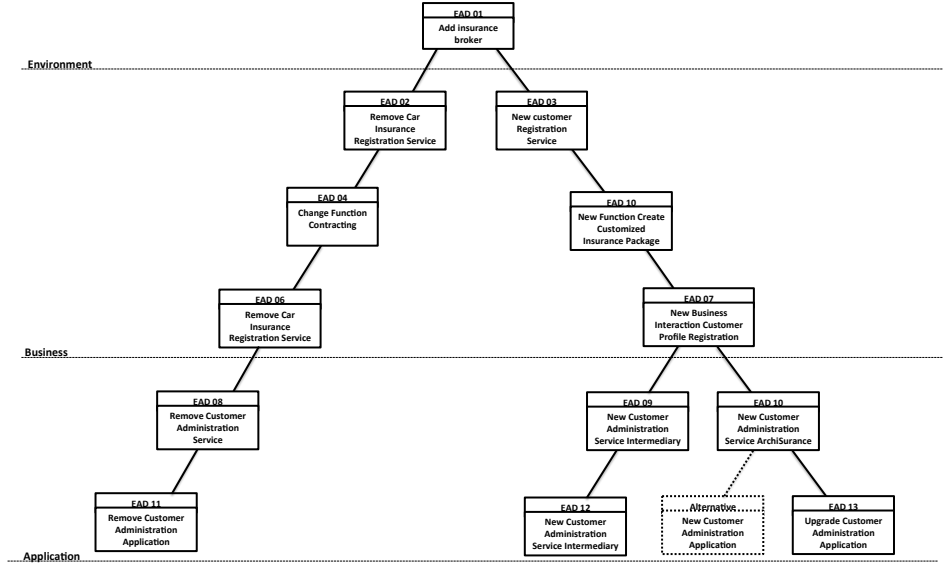 EAD 01
Add insurance
broker
Environment
EAD 02
Remove Car
Insurance
Registration Service
EAD 03
New customer
Registration
Service
EAD 04
Change Function
Contracting
EAD 10
New Function Create
Customized
Insurance Package
EAD 06
Remove Car
Insurance
Registration Service
EAD 07
New Business
Interaction Customer
Profile Registration
Business
EAD 08
Remove Customer
Administration
Service
EAD 09
New Customer
Administration
Service Intermediary
EAD 10
New Customer
Administration
Service ArchiSurance
EAD 11
Remove Customer
Administration
Application
EAD 12
New Customer
Administration
Service Intermediary
Alternative
New Customer
Administration
Application
EAD 13
Upgrade Customer
Administration
Application
Application